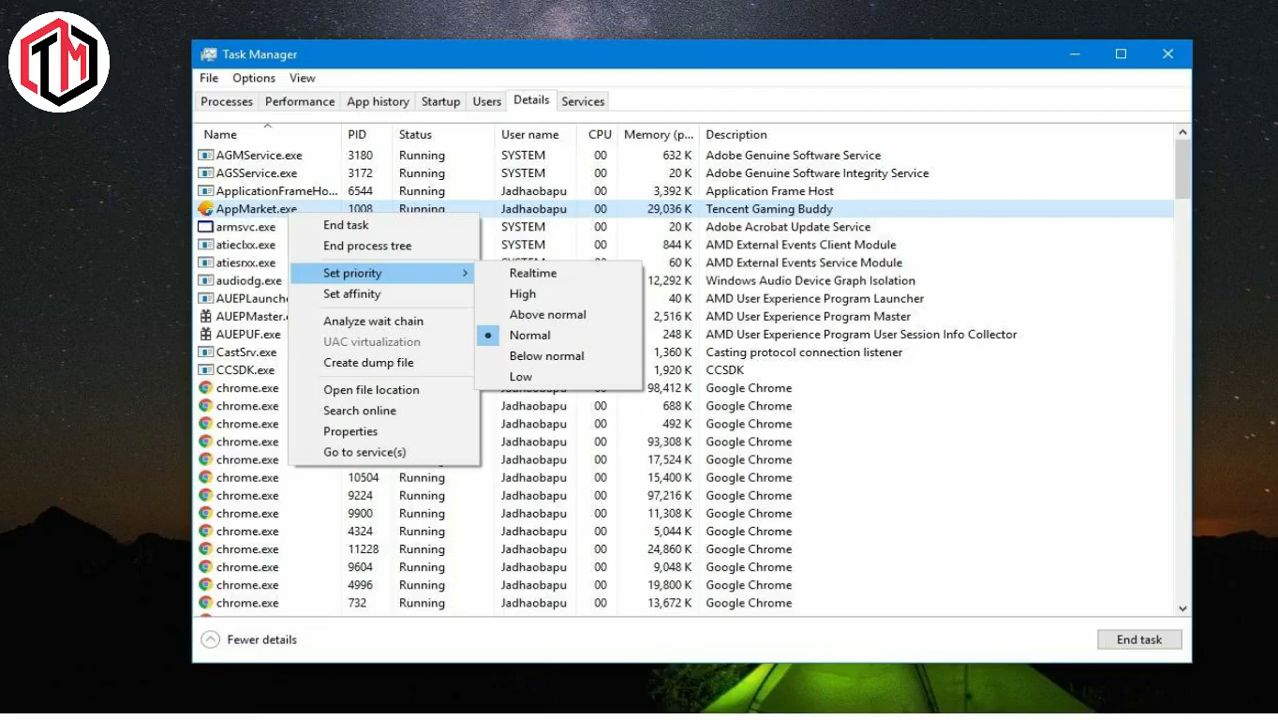 TM
Task Manager
File Options View
Processes Performance App history Startup Users Details Services
Name PID Status User name CPU Memory (p... Description
AGMService.exe 3180 Running SYSTEM 00 632 K Adobe Genuine Software Service
AGSService.exe 3172 Running SYSTEM 00 20 K Adobe Genuine Software Integrity Service
ApplicationFrameHo... 6544 Running Jadhaobapu 00 3,392 K Application Frame Host
AppMarket.exe 1008 Running Jadhaobapu 00 29,036 K Tencent Gaming Buddy
armsvc.exe End task SYSTEM 00 20 K Adobe Acrobat Update Service
atieclxx.exe End process tree SYSTEM 00 844 K AMD External Events Client Module
atiesrxx.exe SYSTEM 60 K AMD External Events Service Module
audiodg.exe Set priority Realtime 12,292 K Windows Audio Device Graph Isolation
AUEPLaunch Set affinity High 40 K AMD User Experience Program Launcher
AUEPMaster. Analyze wait chain Above normal 2,516 K AMD User Experience Program Master
AUEPUF.exe UAC virtualization Normal 248 K AMD User Experience Program User Session Info Collector
CastSrv.exe Create dump file Below normal 1,360 K Casting protocol connection listener
CCSDK.exe Low 1,920 K CCSDK
chrome.exe Open file location Jadhaobapu 98,412 K Google Chrome
chrome.exe Search online Jadhaobapu 00 688 K Google Chrome
chrome.exe Properties Jadhaobapu 00 492 K Google Chrome
chrome.exe Go to service(s) Jadhaobapu 00 93,308 K Google Chrome
chrome.exe Jadhaobapu 00 17,524 K Google Chrome
chrome.exe 10504 Running Jadhaobapu 00 15,400 K Google Chrome
chrome.exe 9224 Running Jadhaobapu 00 97,216 K Google Chrome
chrome.exe 9900 Running Jadhaobapu 00 11,308 K Google Chrome
chrome.exe 4324 Running Jadhaobapu 00 5,044 K Google Chrome
chrome.exe 11228 Running Jadhaobapu 00 24,860 K Google Chrome
chrome.exe 9604 Running Jadhaobapu 00 9,048 K Google Chrome
chrome.exe 4996 Running Jadhaobapu 00 19,800 K Google Chrome
chrome.exe 732 Running Jadhaobapu 00 13,672 K Google Chrome
Fewer details End task